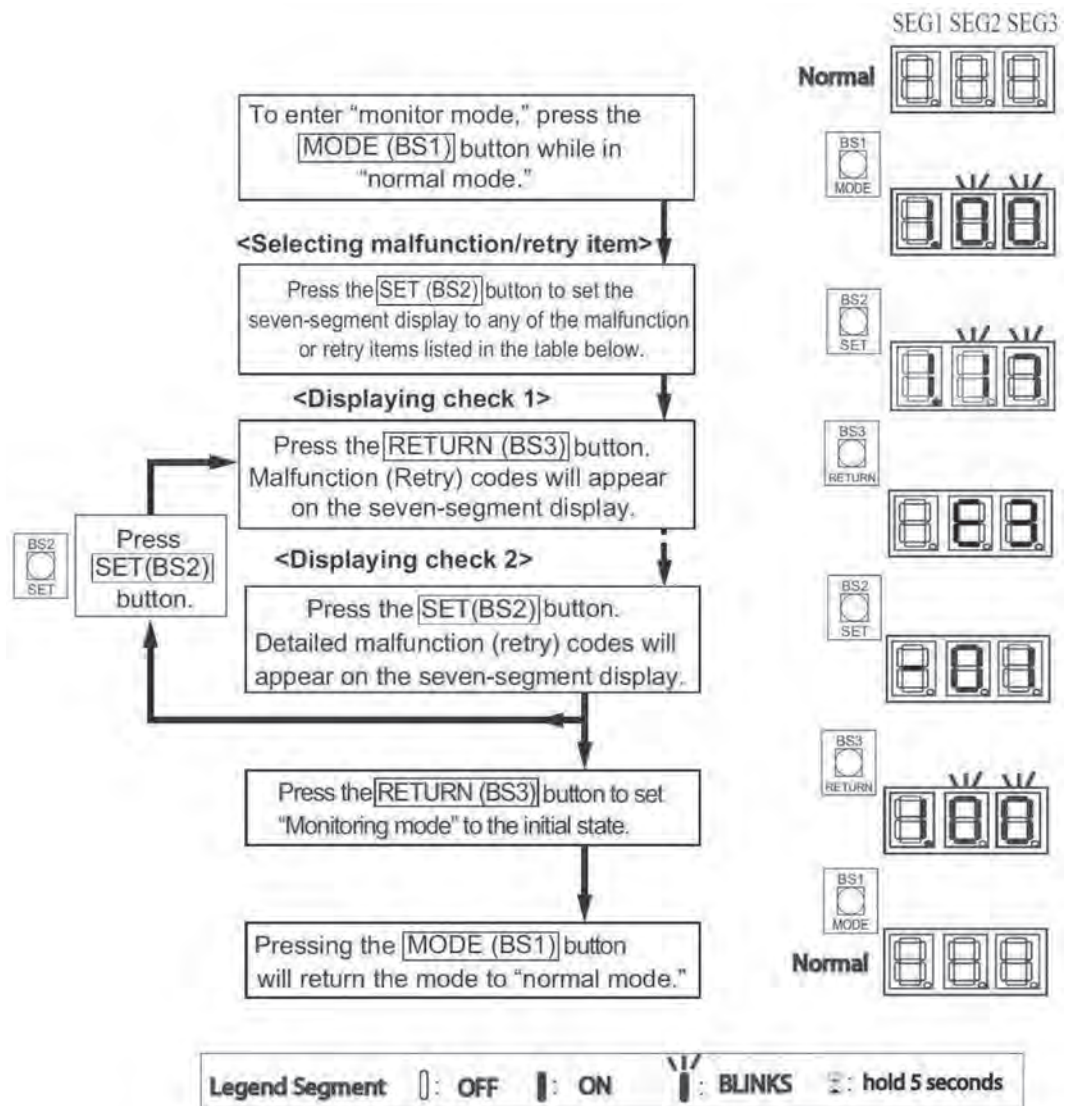 SEG1 SEG2 SEG3
Normal
To enter “monitor mode,” press the
MODE (BS1) button while in
“normal mode.”
BS1
MODE
100
<Selecting malfunction/retry item>
Press the SET (BS2) button to set the
seven-segment display to any of the malfunction
or retry items listed in the table below.
BS2
SET
117
<Displaying check 1>
Press the RETURN (BS3) button.
Malfunction (Retry) codes will appear
on the seven-segment display.
BS3
RETURN
E3
BS2
SET
Press
SET(BS2)
button.
<Displaying check 2>
Press the SET(BS2) button.
Detailed malfunction (retry) codes will
appear on the seven-segment display.
BS2
SET
-01
Press the RETURN (BS3) button to set
“Monitoring mode” to the initial state.
BS3
RETURN
100
Pressing the MODE (BS1) button
will return the mode to “normal mode.”
BS1
MODE
Normal
Legend Segment : OFF : ON : BLINKS : hold 5 seconds